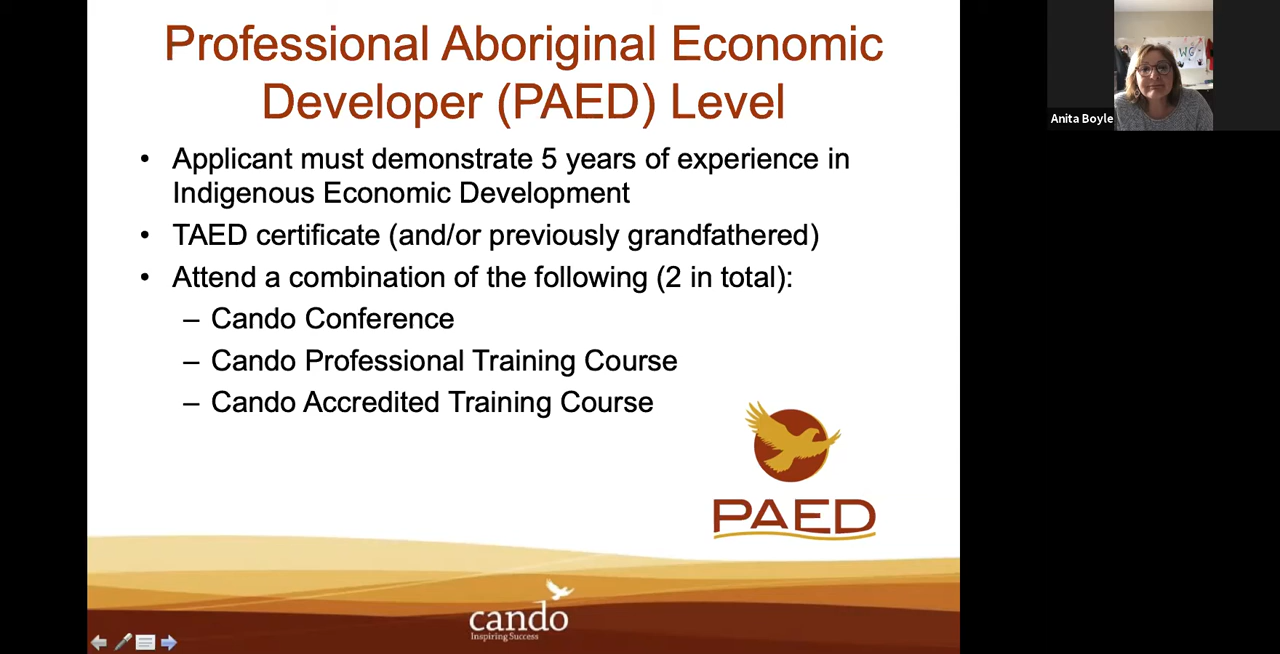 Professional Aboriginal Economic
Developer (PAED) Level
• Applicant must demonstrate 5 years of experience in
Indigenous Economic Development
• TAED certificate (and/or previously grandfathered)
• Attend a combination of the following (2 in total):
– Cando Conference
– Cando Professional Training Course
– Cando Accredited Training Course
PAED
cando
Inspiring Success
Anita Boyle
WG